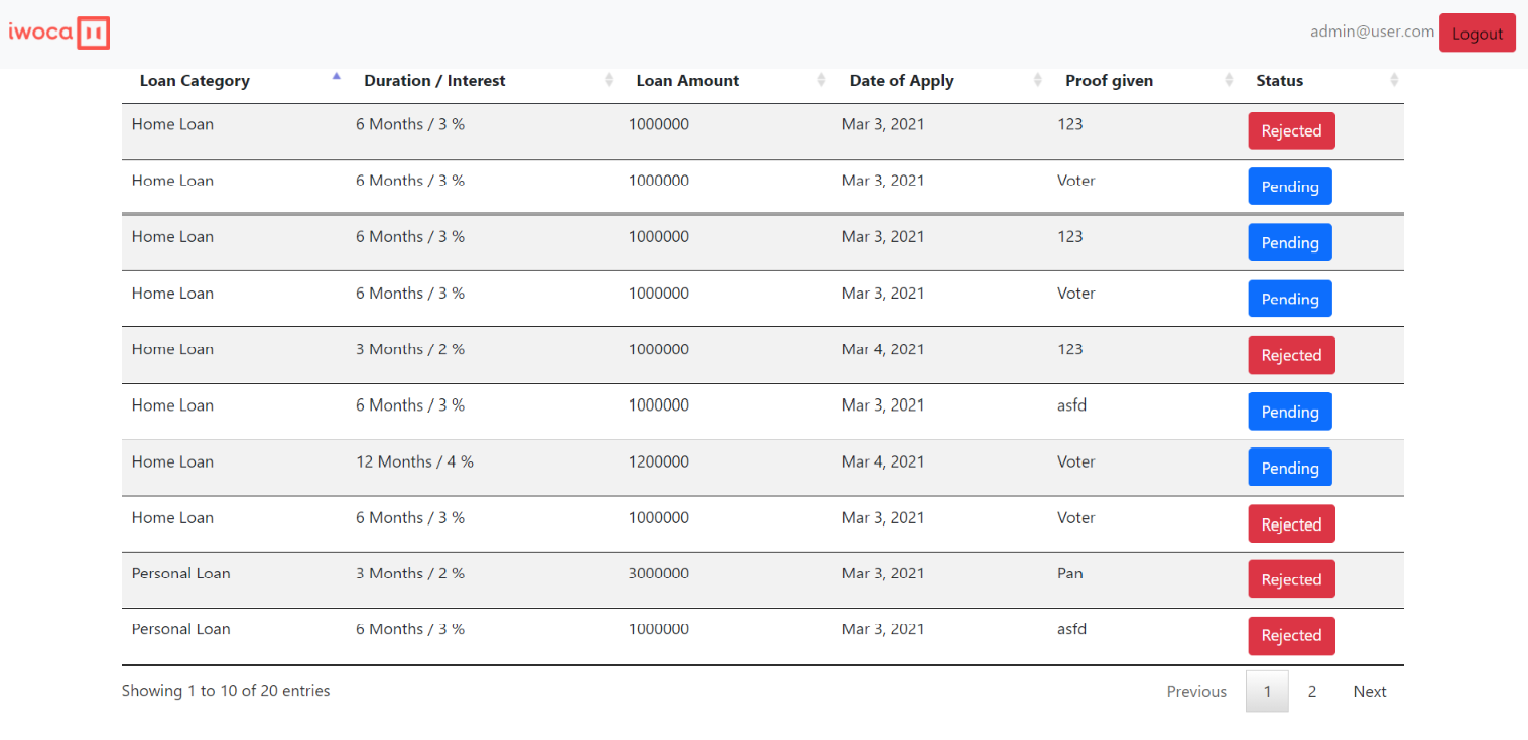 iwoca
admin@user.com Logout
Loan Category Duration / Interest Loan Amount Date of Apply Proof given Status
Home Loan 6 Months / 3 % 1000000 Mar 3, 2021 123 Rejected
Home Loan 6 Months / 3 % 1000000 Mar 3, 2021 Voter Pending
Home Loan 6 Months / 3 % 1000000 Mar 3, 2021 123 Pending
Home Loan 6 Months / 3 % 1000000 Mar 3, 2021 Voter Pending
Home Loan 3 Months / 2 % 1000000 Mar 4, 2021 123 Rejected
Home Loan 6 Months / 3 % 1000000 Mar 3, 2021 asfd Pending
Home Loan 12 Months / 4 % 1200000 Mar 4, 2021 Voter Pending
Home Loan 6 Months / 3 % 1000000 Mar 3, 2021 Voter Rejected
Personal Loan 3 Months / 2 % 3000000 Mar 3, 2021 Pan Rejected
Personal Loan 6 Months / 3 % 1000000 Mar 3, 2021 asfd Rejected
Showing 1 to 10 of 20 entries Previous 1 2 Next